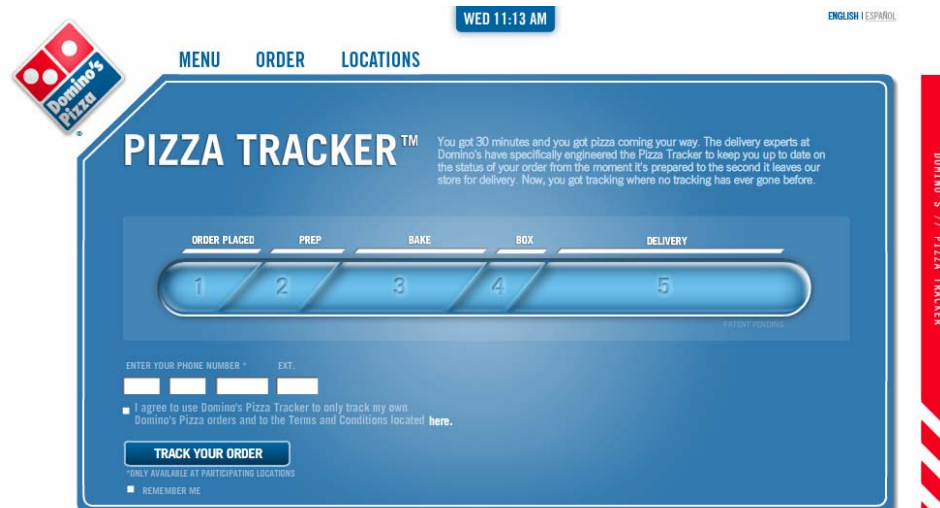 WED 11:13 AM
ENGLISH | ESPAÑOL
MENU ORDER LOCATIONS
Domino's
Pizza
®
PIZZA TRACKER™
You got 30 minutes and you got pizza coming your way. The delivery experts at
Domino's have specifically engineered the Pizza Tracker to keep you up to date on
the status of your order from the moment it's prepared to the second it leaves our
store for delivery. Now, you got tracking where no tracking has ever gone before.
ORDER PLACED PREP BAKE BOX DELIVERY
1 2 3 4 5
PATENT PENDING
ENTER YOUR PHONE NUMBER * EXT.
I agree to use Domino's Pizza Tracker to only track my own
Domino's Pizza orders and to the Terms and Conditions located here.
TRACK YOUR ORDER
*ONLY AVAILABLE AT PARTICIPATING LOCATIONS
REMEMBER ME
DOMINO'S // PIZZA TRACKER